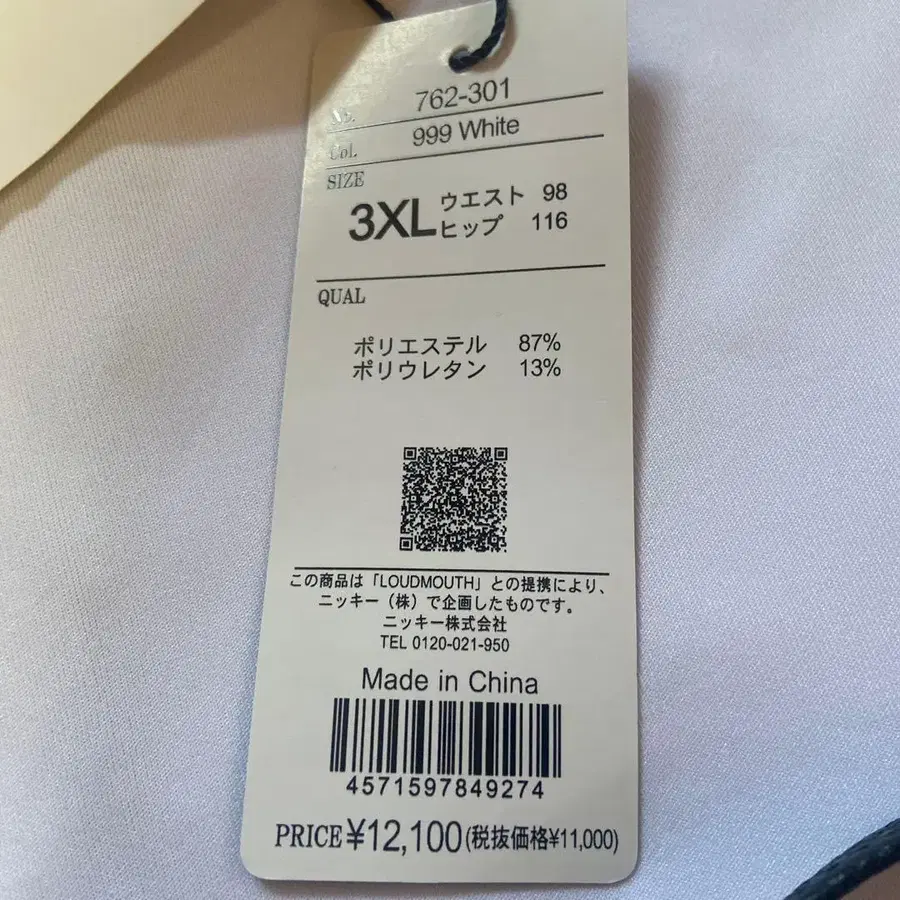 No. 762-301
Col. 999 White
SIZE
3XL ウエスト 98
ヒップ 116
QUAL
ポリエステル 87%
ポリウレタン 13%
この商品は「LOUDMOUTH」との提携により、
ニッキー（株）で企画したものです。
ニッキー株式会社
TEL 0120-021-950
Made in China
4571597849274
PRICE ¥12,100(税抜価格¥11,000)